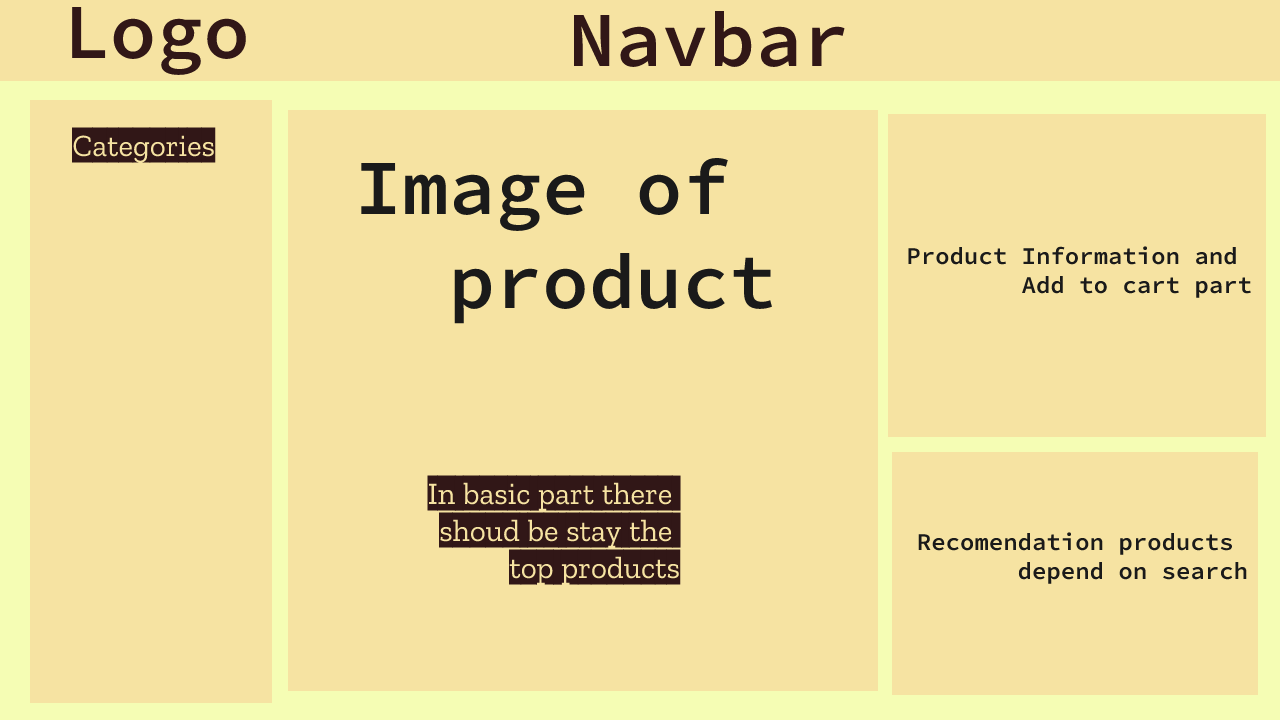 Logo
Navbar
Categories
Image of
product
In basic part there
shoud be stay the
top products
Product Information and
Add to cart part
Recomendation products
depend on search